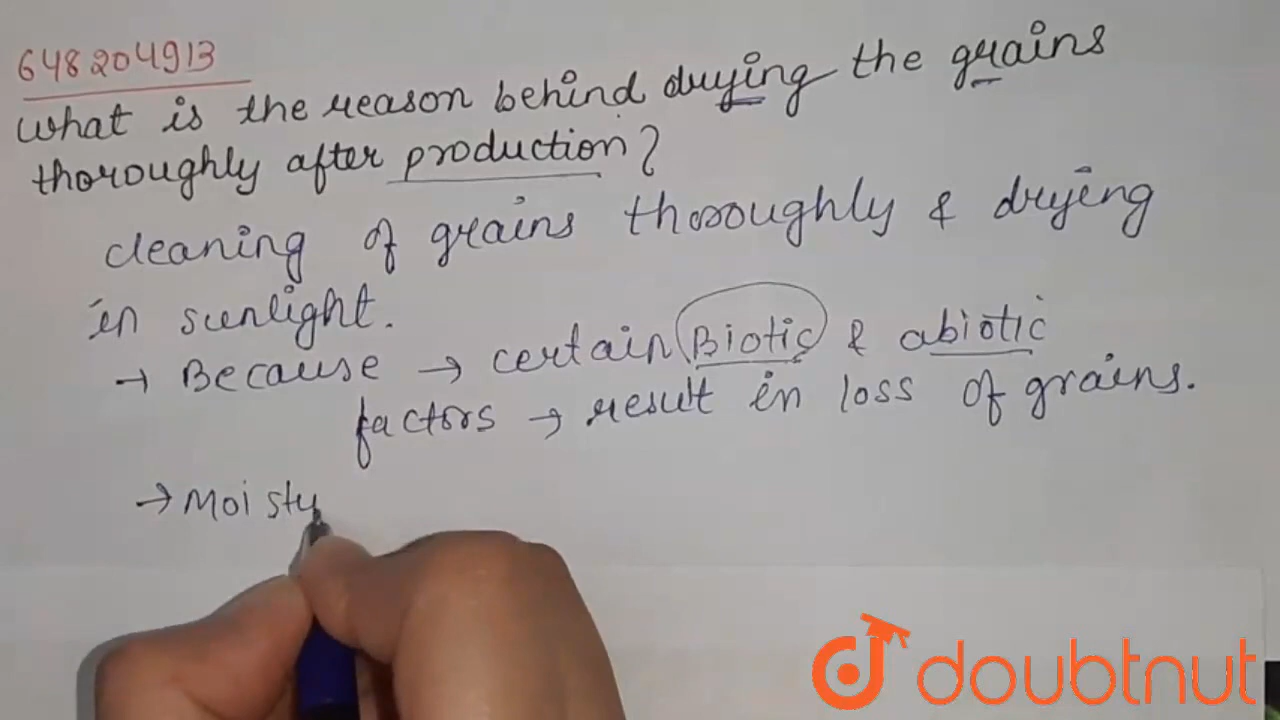 648204913
What is the reason behind drying the grains
thoroughly after production?
cleaning of grains thoroughly & drying
in sunlight.
→ Because → certain Biotic & abiotic
factors → result in loss of grains.
→ Moistu
doubtnut